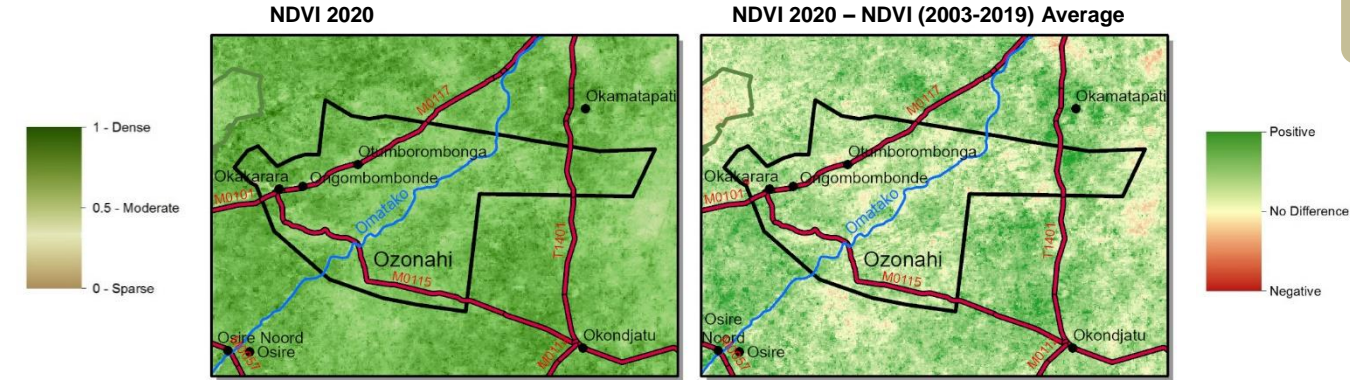 NDVI 2020
NDVI 2020 – NDVI (2003-2019) Average
1 - Dense
0.5 - Moderate
0 - Sparse
M0117
Okamatapati
Otumborombonga
Okakarara
Ongombombonde
M0101
Omatako
Ozonahi
T1401
M0115
Osire Noord
Osire
Okondjatu
M0117
Okamatapati
Otumborombonga
Okakarara
Ongombombonde
M0101
Omatako
Ozonahi
T1401
M0115
Osire
Noord
Osire
Okondjatu
Positive
No Difference
Negative